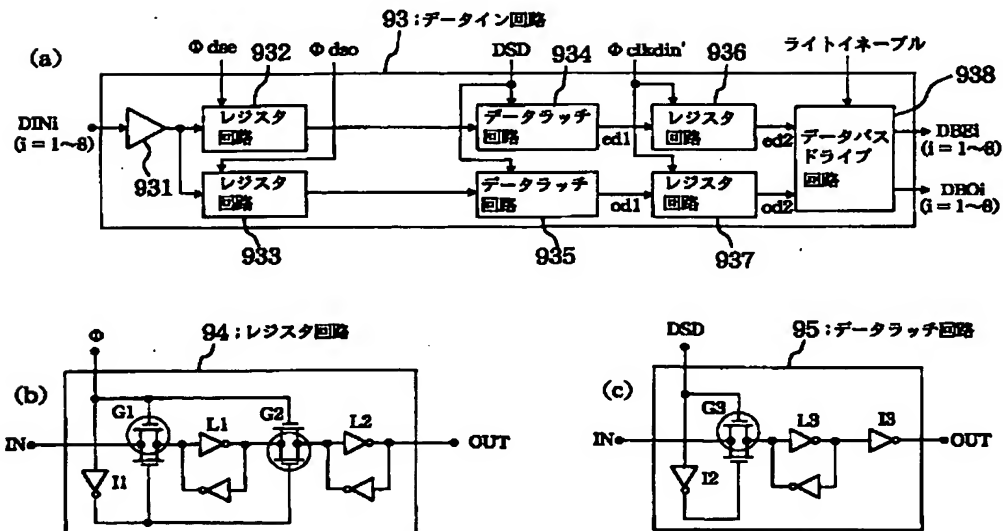 93:データイン回路
(a)
Φdse
932
Φdso
DSD
934
Φclkdin'
936
ライトイネーブル
938
DINi
(i=1~8)
931
レジスタ
回路
データラッチ
回路
ed1
レジスタ
回路
ed2
データバス
ドライブ
回路
DBEi
(i=1~8)
レジスタ
回路
データラッチ
回路
od1
レジスタ
回路
od2
DBOi
(i=1~8)
933
935
937
94:レジスタ回路
Φ
(b)
G1
L1
G2
L2
IN
OUT
I1
95:データラッチ回路
DSD
(c)
G3
L3
I3
IN
OUT
I2